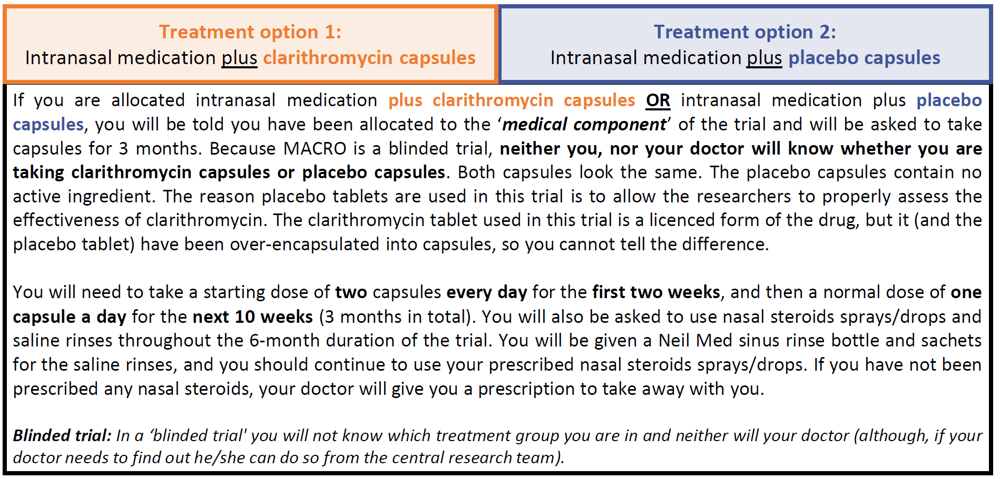 Treatment option 1:
Intranasal medication plus clarithromycin capsules
Treatment option 2:
Intranasal medication plus placebo capsules
If you are allocated intranasal medication plus clarithromycin capsules OR intranasal medication plus placebo
capsules, you will be told you have been allocated to the ‘medical component’ of the trial and will be asked to take
capsules for 3 months. Because MACRO is a blinded trial, neither you, nor your doctor will know whether you are
taking clarithromycin capsules or placebo capsules. Both capsules look the same. The placebo capsules contain no
active ingredient. The reason placebo tablets are used in this trial is to allow the researchers to properly assess the
effectiveness of clarithromycin. The clarithromycin tablet used in this trial is a licenced form of the drug, but it (and the
placebo tablet) have been over-encapsulated into capsules, so you cannot tell the difference.
You will need to take a starting dose of two capsules every day for the first two weeks, and then a normal dose of one
capsule a day for the next 10 weeks (3 months in total). You will also be asked to use nasal steroids sprays/drops and
saline rinses throughout the 6-month duration of the trial. You will be given a Neil Med sinus rinse bottle and sachets
for the saline rinses, and you should continue to use your prescribed nasal steroids sprays/drops. If you have not been
prescribed any nasal steroids, your doctor will give you a prescription to take away with you.
Blinded trial: In a ‘blinded trial' you will not know which treatment group you are in and neither will your doctor (although, if your
doctor needs to find out he/she can do so from the central research team).